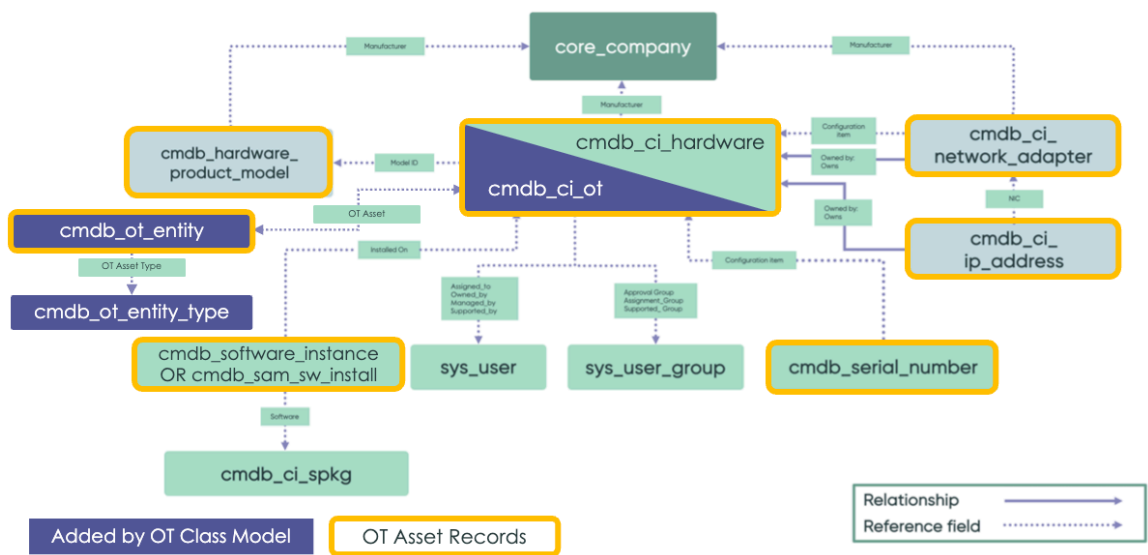 Manufacturer
core_company
Manufacturer
Manufacturer
cmdb_hardware_
product_model
Model ID
cmdb_ci_hardware
cmdb_ci_ot
Configuration
item
Owned by:
Owns
cmdb_ci_
network_adapter
OT Asset
Owned by:
Owns
NIC
cmdb_ot_entity
cmdb_ci_
ip_address
Installed On
Configuration item
OT Asset Type
Assigned_to
Owned_by
Managed_by
Supported_by
Approval Group
Assignment_Group
Supported_Group
cmdb_ot_entity_type
cmdb_software_instance
OR cmdb_sam_sw_install
sys_user
sys_user_group
cmdb_serial_number
Software
cmdb_ci_spkg
Relationship
Reference field
Added by OT Class Model
OT Asset Records